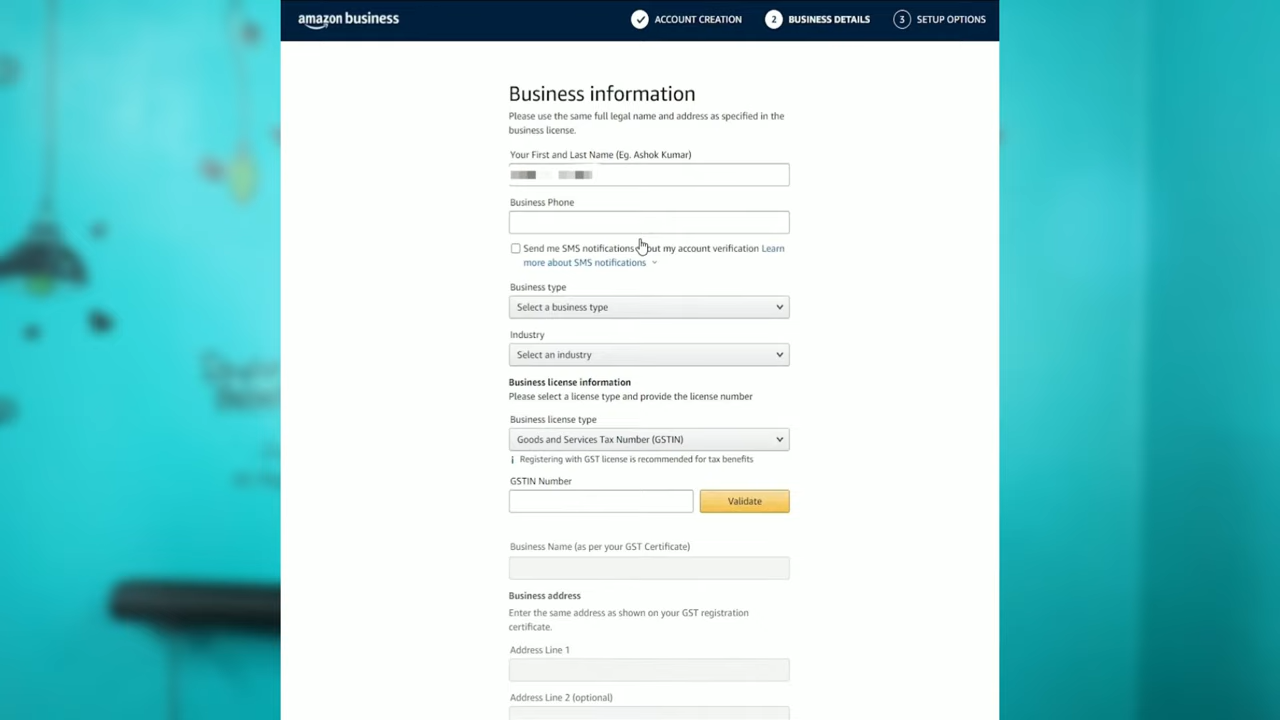 amazon business
ACCOUNT CREATION
2 BUSINESS DETAILS
3 SETUP OPTIONS
Business information
Please use the same full legal name and address as specified in the
business license.
Your First and Last Name (Eg. Ashok Kumar)
Business Phone
Send me SMS notifications my account verification Learn
more about SMS notifications
Business type
Select a business type
Industry
Select an industry
Business license information
Please select a license type and provide the license number
Business license type
Goods and Services Tax Number (GSTIN)
i Registering with GST license is recommended for tax benefits
GSTIN Number
Validate
Business Name (as per your GST Certificate)
Business address
Enter the same address as shown on your GST registration
certificate.
Address Line 1
Address Line 2 (optional)